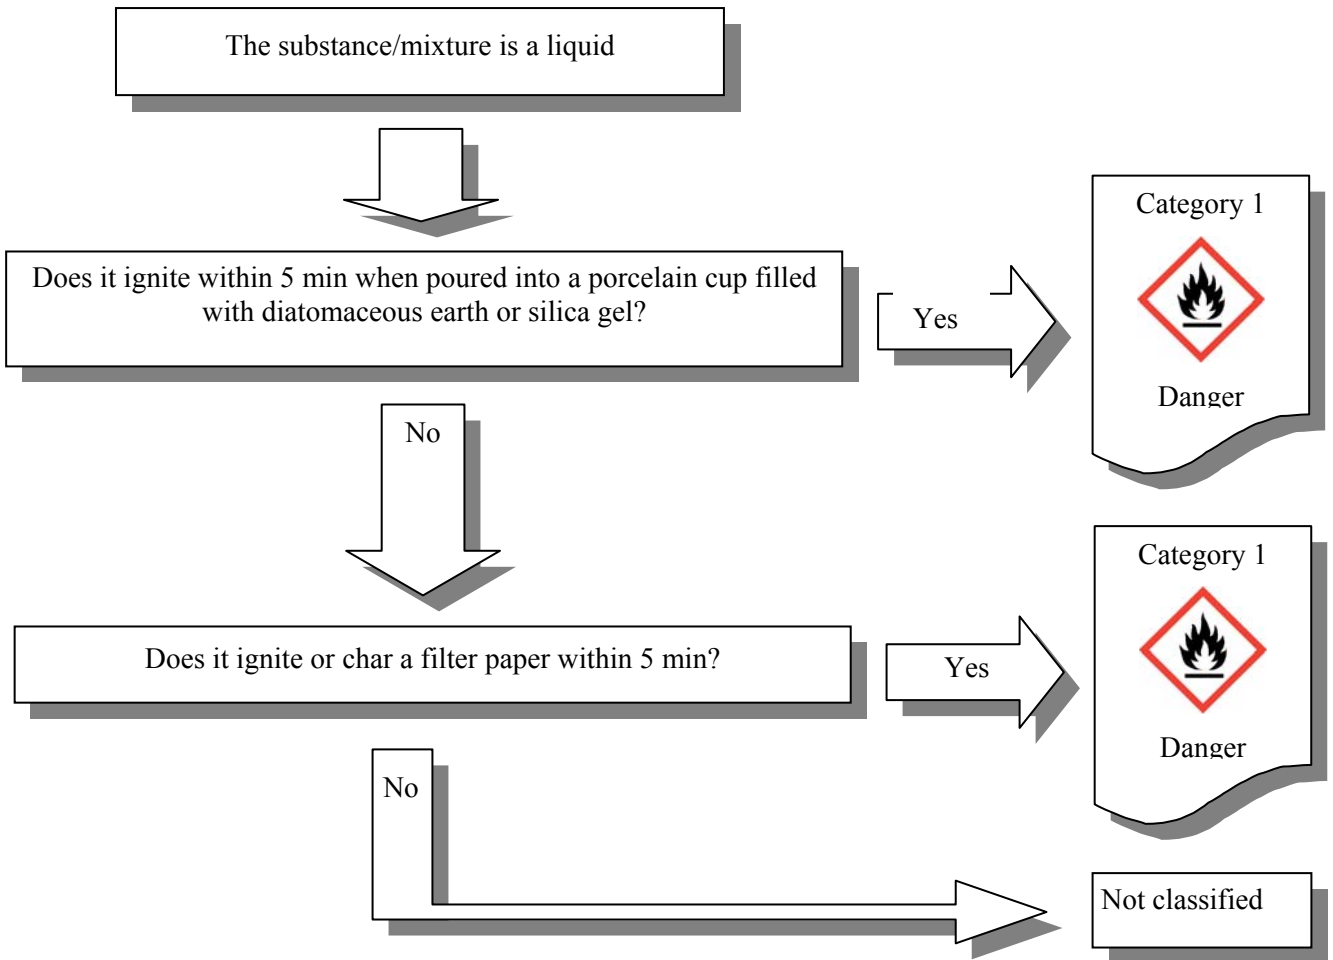 The substance/mixture is a liquid
Category 1
Does it ignite within 5 min when poured into a porcelain cup filled
with diatomaceous earth or silica gel?
Yes
Danger
No
Category 1
Does it ignite or char a filter paper within 5 min?
Yes
Danger
No
Not classified